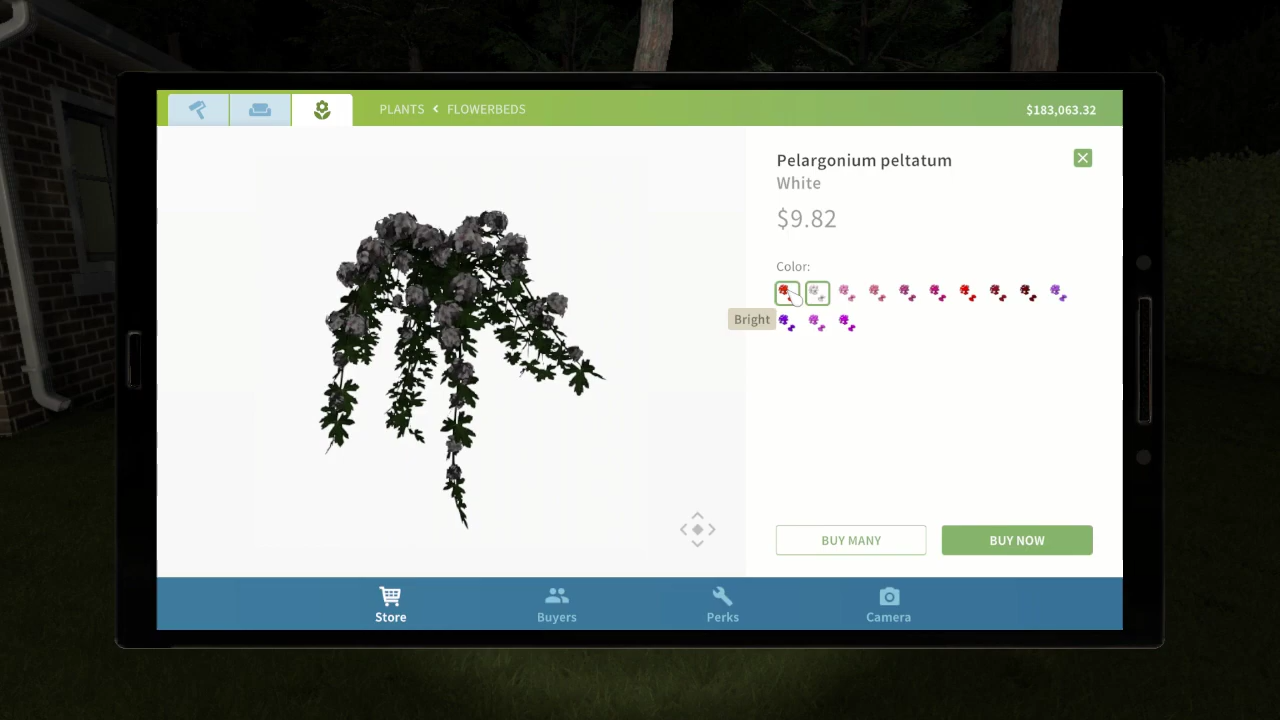 PLANTS < FLOWERBEDS
$183,063.32
Pelargonium peltatum
White
$9.82
Color:
Bright
BUY MANY
BUY NOW
Store
Buyers
Perks
Camera